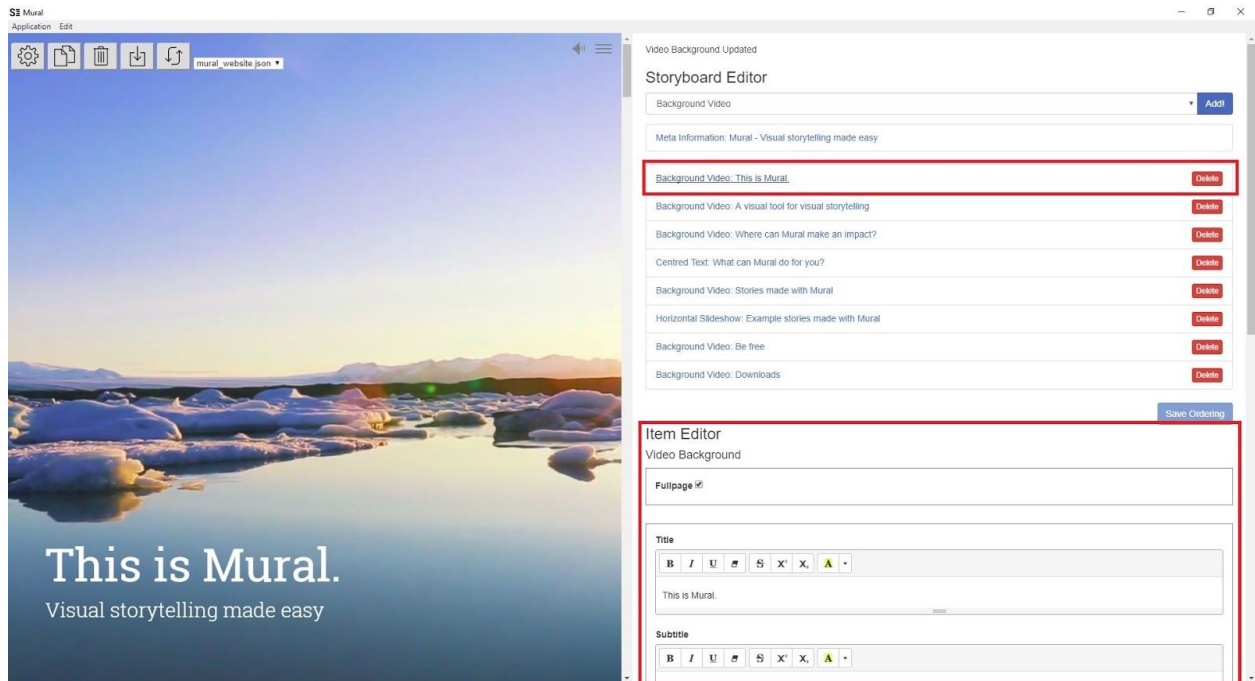 SE Mural
Application Edit
mural_website.json
This is Mural.
Visual storytelling made easy
Video Background Updated
Storyboard Editor
Background Video
Add!
Meta Information: Mural - Visual storytelling made easy
Background Video: This is Mural. Delete
Background Video: A visual tool for visual storytelling Delete
Background Video: Where can Mural make an impact? Delete
Centred Text: What can Mural do for you? Delete
Background Video: Stories made with Mural Delete
Horizontal Slideshow: Example stories made with Mural Delete
Background Video: Be free Delete
Background Video: Downloads Delete
Save Ordering
Item Editor
Video Background
Fullpage
Title
B I U S X² X₂ A
This is Mural.
Subtitle
B I U S X² X₂ A